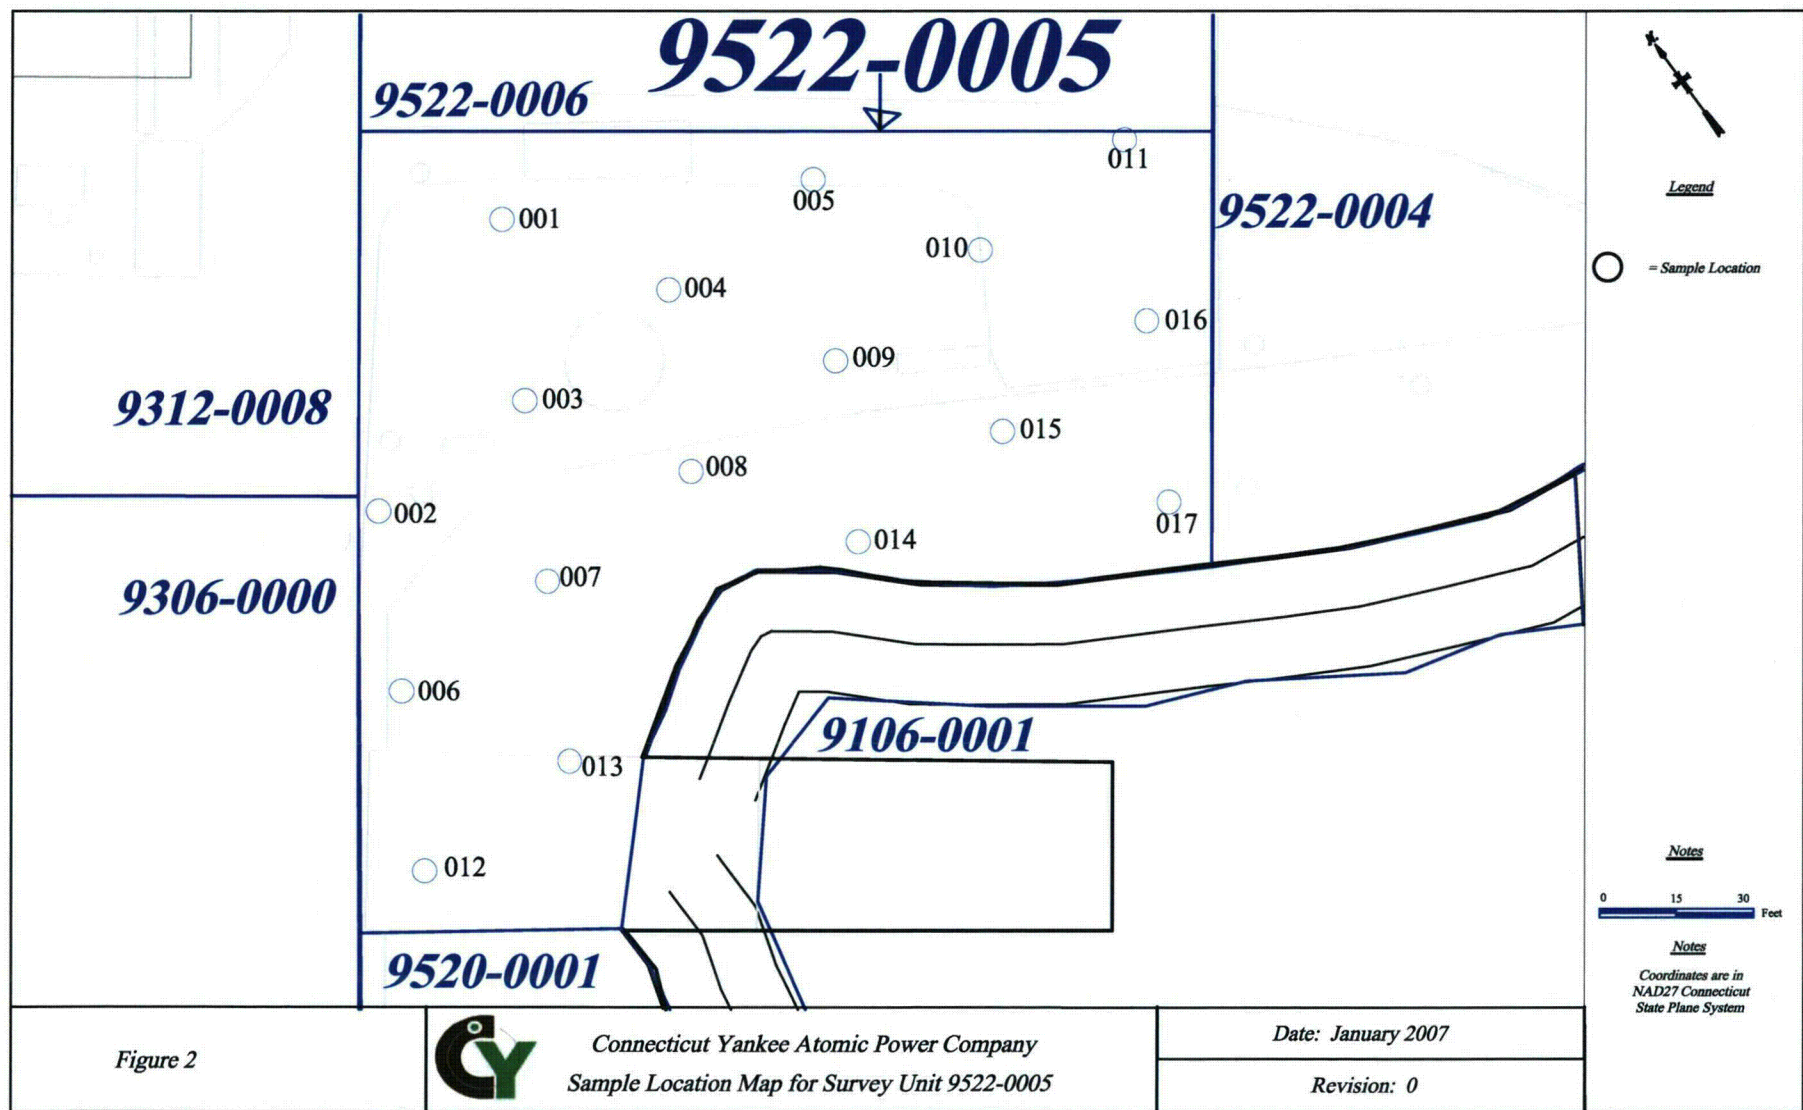 9522-0005
9522-0006
011
005
001
9522-0004
010
004
016
009
003
9312-0008
015
008
002
017
014
007
9306-0000
006
9106-0001
013
012
9520-0001
Legend
= Sample Location
Notes
0 15 30
Feet
Notes
Coordinates are in
NAD27 Connecticut
State Plane System
Figure 2
CY
Connecticut Yankee Atomic Power Company
Sample Location Map for Survey Unit 9522-0005
Date: January 2007
Revision: 0